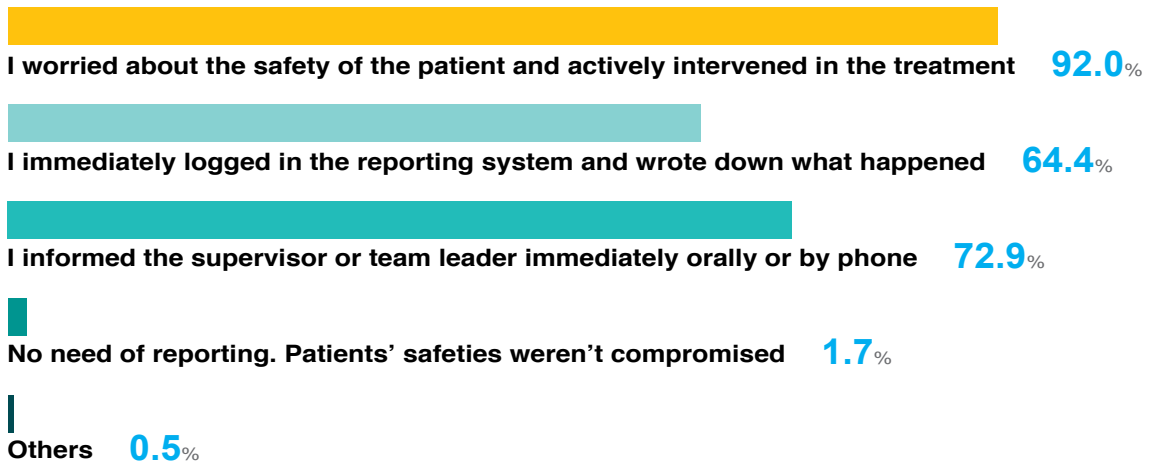 I worried about the safety of the patient and actively intervened in the treatment 92.0%
I immediately logged in the reporting system and wrote down what happened 64.4%
I informed the supervisor or team leader immediately orally or by phone 72.9%
No need of reporting. Patients’ safeties weren’t compromised 1.7%
Others 0.5%